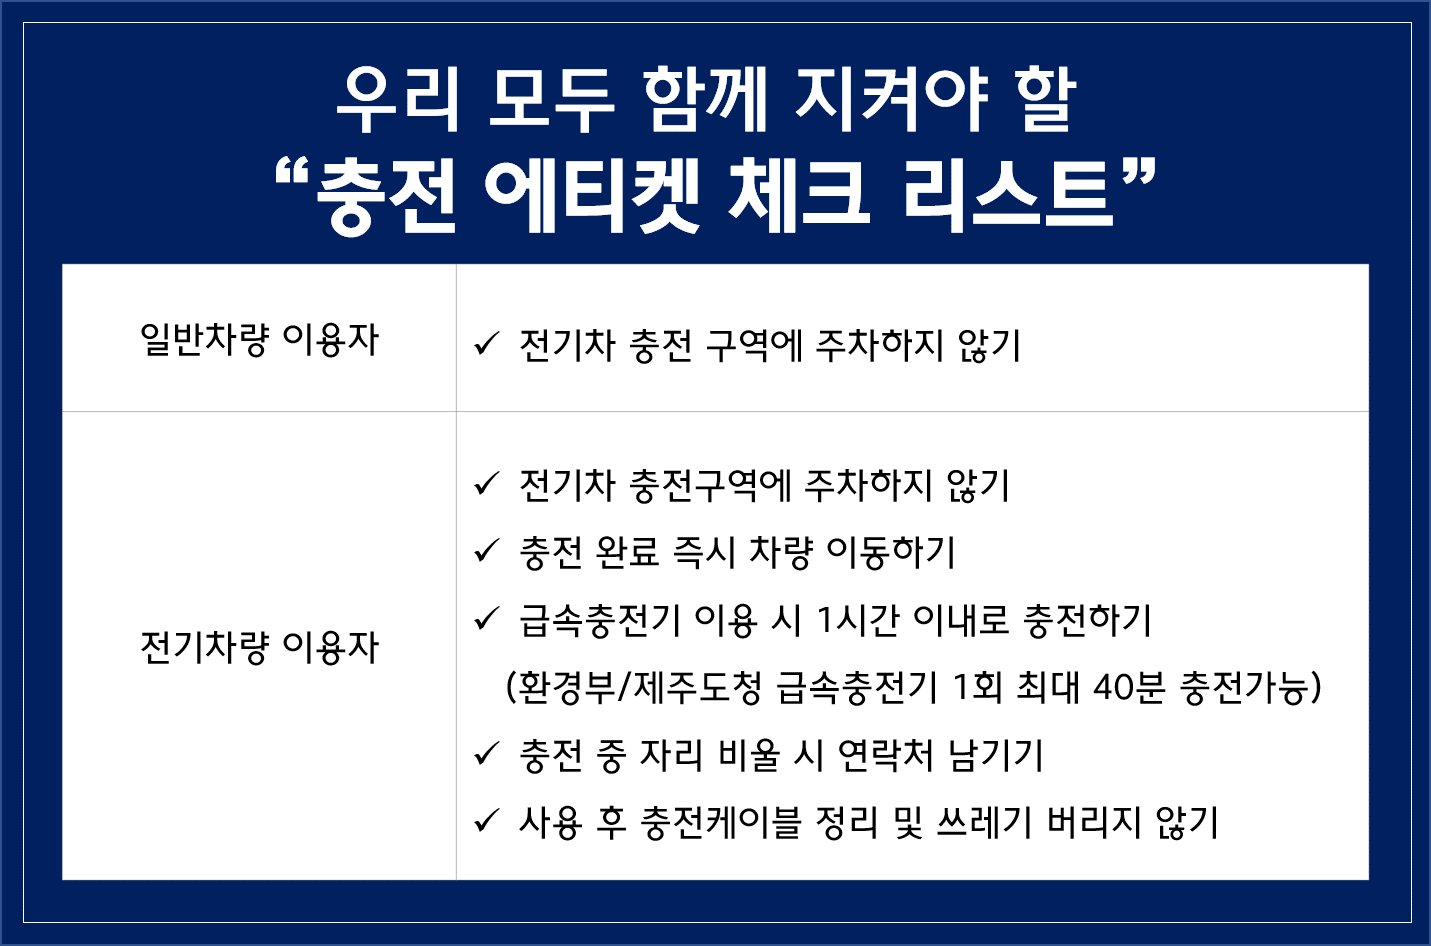 우리 모두 함께 지켜야 할
“충전 에티켓 체크 리스트”
일반차량 이용자
✓ 전기차 충전 구역에 주차하지 않기
전기차량 이용자
✓ 전기차 충전구역에 주차하지 않기
✓ 충전 완료 즉시 차량 이동하기
✓ 급속충전기 이용 시 1시간 이내로 충전하기
(환경부/제주도청 급속충전기 1회 최대 40분 충전가능)
✓ 충전 중 자리 비울 시 연락처 남기기
✓ 사용 후 충전케이블 정리 및 쓰레기 버리지 않기